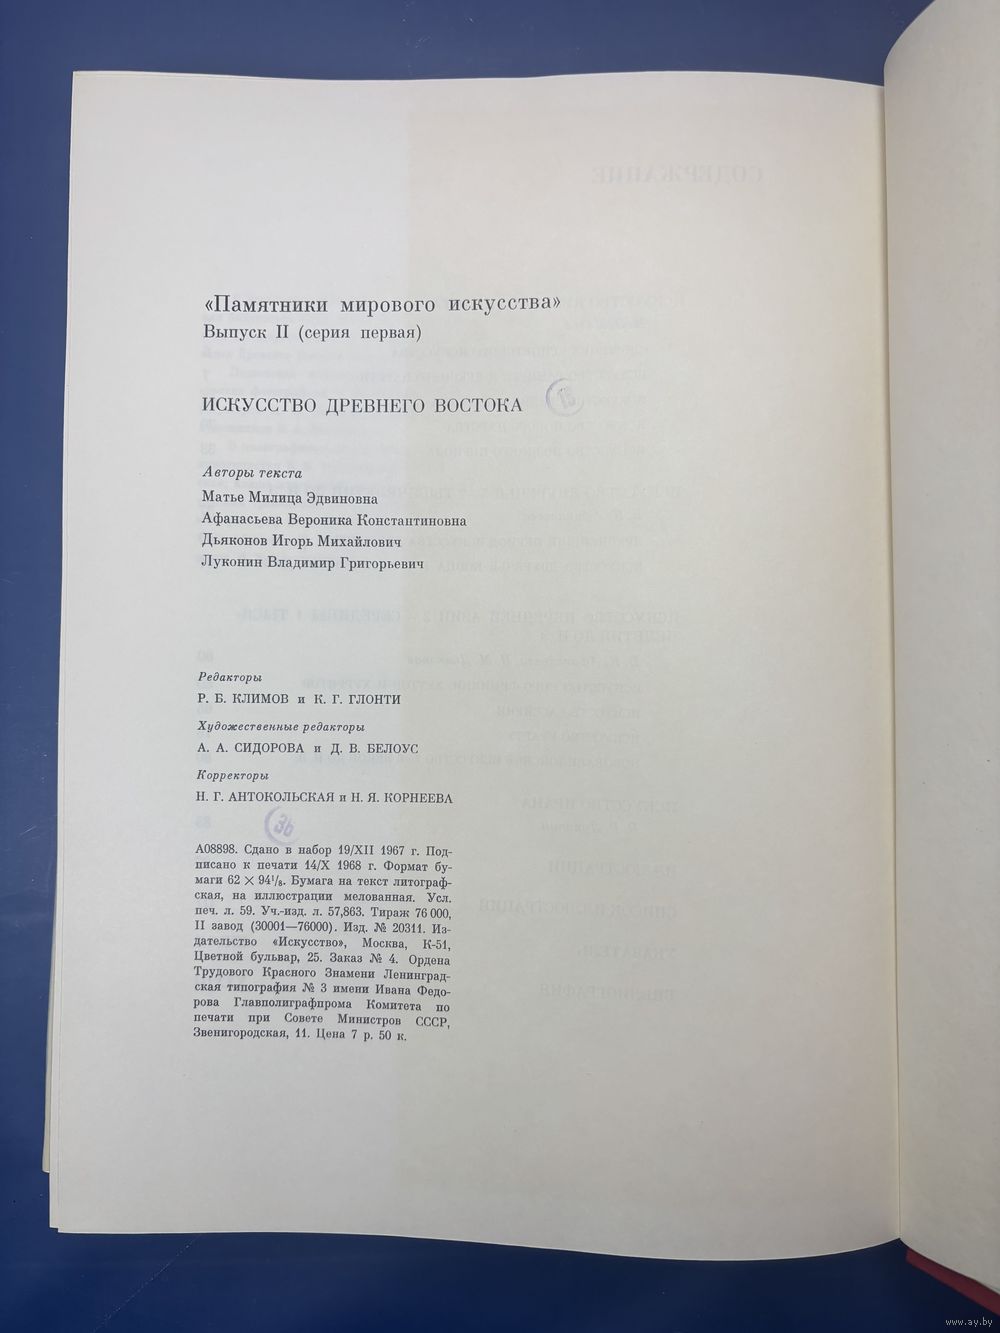 «Памятники мирового искусства»
Выпуск II (серия первая)
ИСКУССТВО ДРЕВНЕГО ВОСТОКА
Авторы текста
Матье Милица Эдвиновна
Афанасьева Вероника Константиновна
Дьяконов Игорь Михайлович
Луконин Владимир Григорьевич
Редакторы
Р. Б. КЛИМОВ и К. Г. ГЛОНТИ
Художественные редакторы
А. А. СИДОРОВА и Д. В. БЕЛОУС
Корректоры
Н. Г. АНТОКОЛЬСКАЯ и Н. Я. КОРНЕЕВА
36
А08898. Сдано в набор 19/XII 1967 г. Под-
писано к печати 14/X 1968 г. Формат бу-
маги 62 × 94¹/₈. Бумага на текст литограф-
ская, на иллюстрации мелованная. Усл.
печ. л. 59. Уч.-изд. л. 57,863. Тираж 76 000,
II завод (30001—76000). Изд. № 20311. Из-
дательство «Искусство», Москва, К-51,
Цветной бульвар, 25. Заказ № 4. Ордена
Трудового Красного Знамени Ленинград-
ская типография № 3 имени Ивана Федо-
рова Главполиграфпрома Комитета по
печати при Совете Министров СССР,
Звенигородская, 11. Цена 7 р. 50 к.
www.ay.by